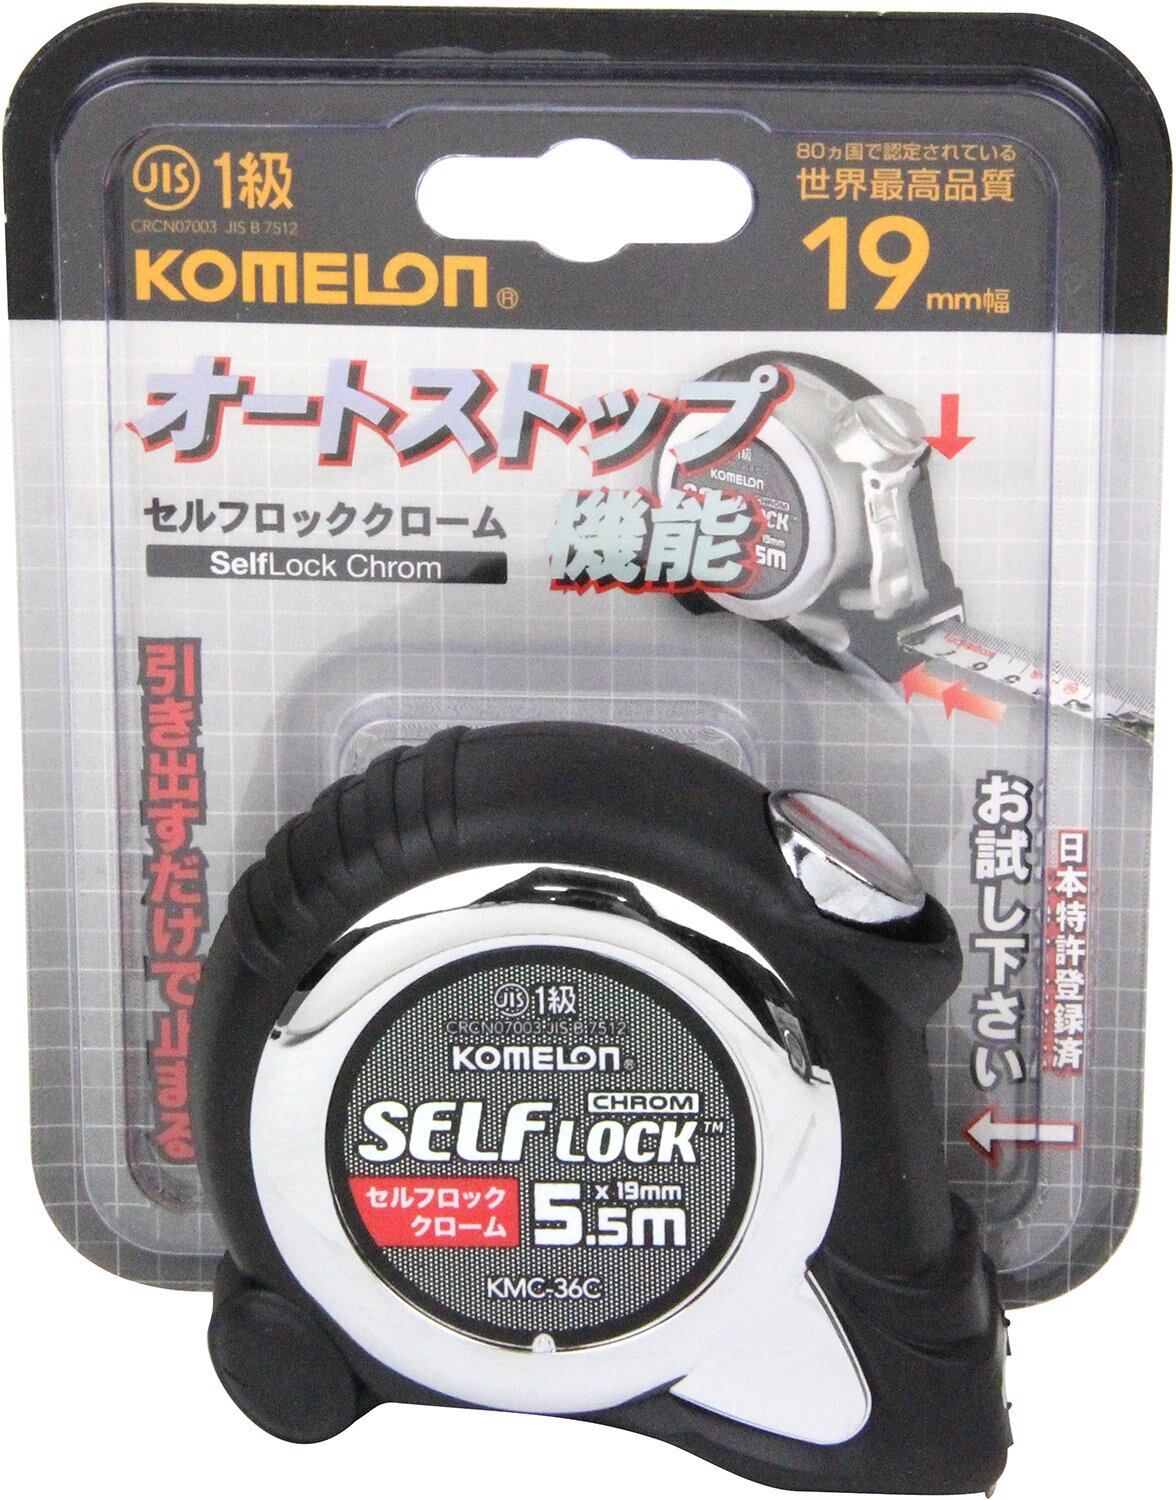 JIS 1級
CRCN07003 JIS B 7512
KOMELON®
80ヵ国で認定されている
世界最高品質
19mm幅
オートストップ
機能
セルフロッククローム
SelfLock Chrom
KOMELON
引き出すだけで止まる
お試し下さい
日本特許登録済
JIS 1級
CRCN07003 JIS B 7512
KOMELON®
CHROM
SELF LOCK™
セルフロック
クローム
5.5m x 19mm
KMC-36C